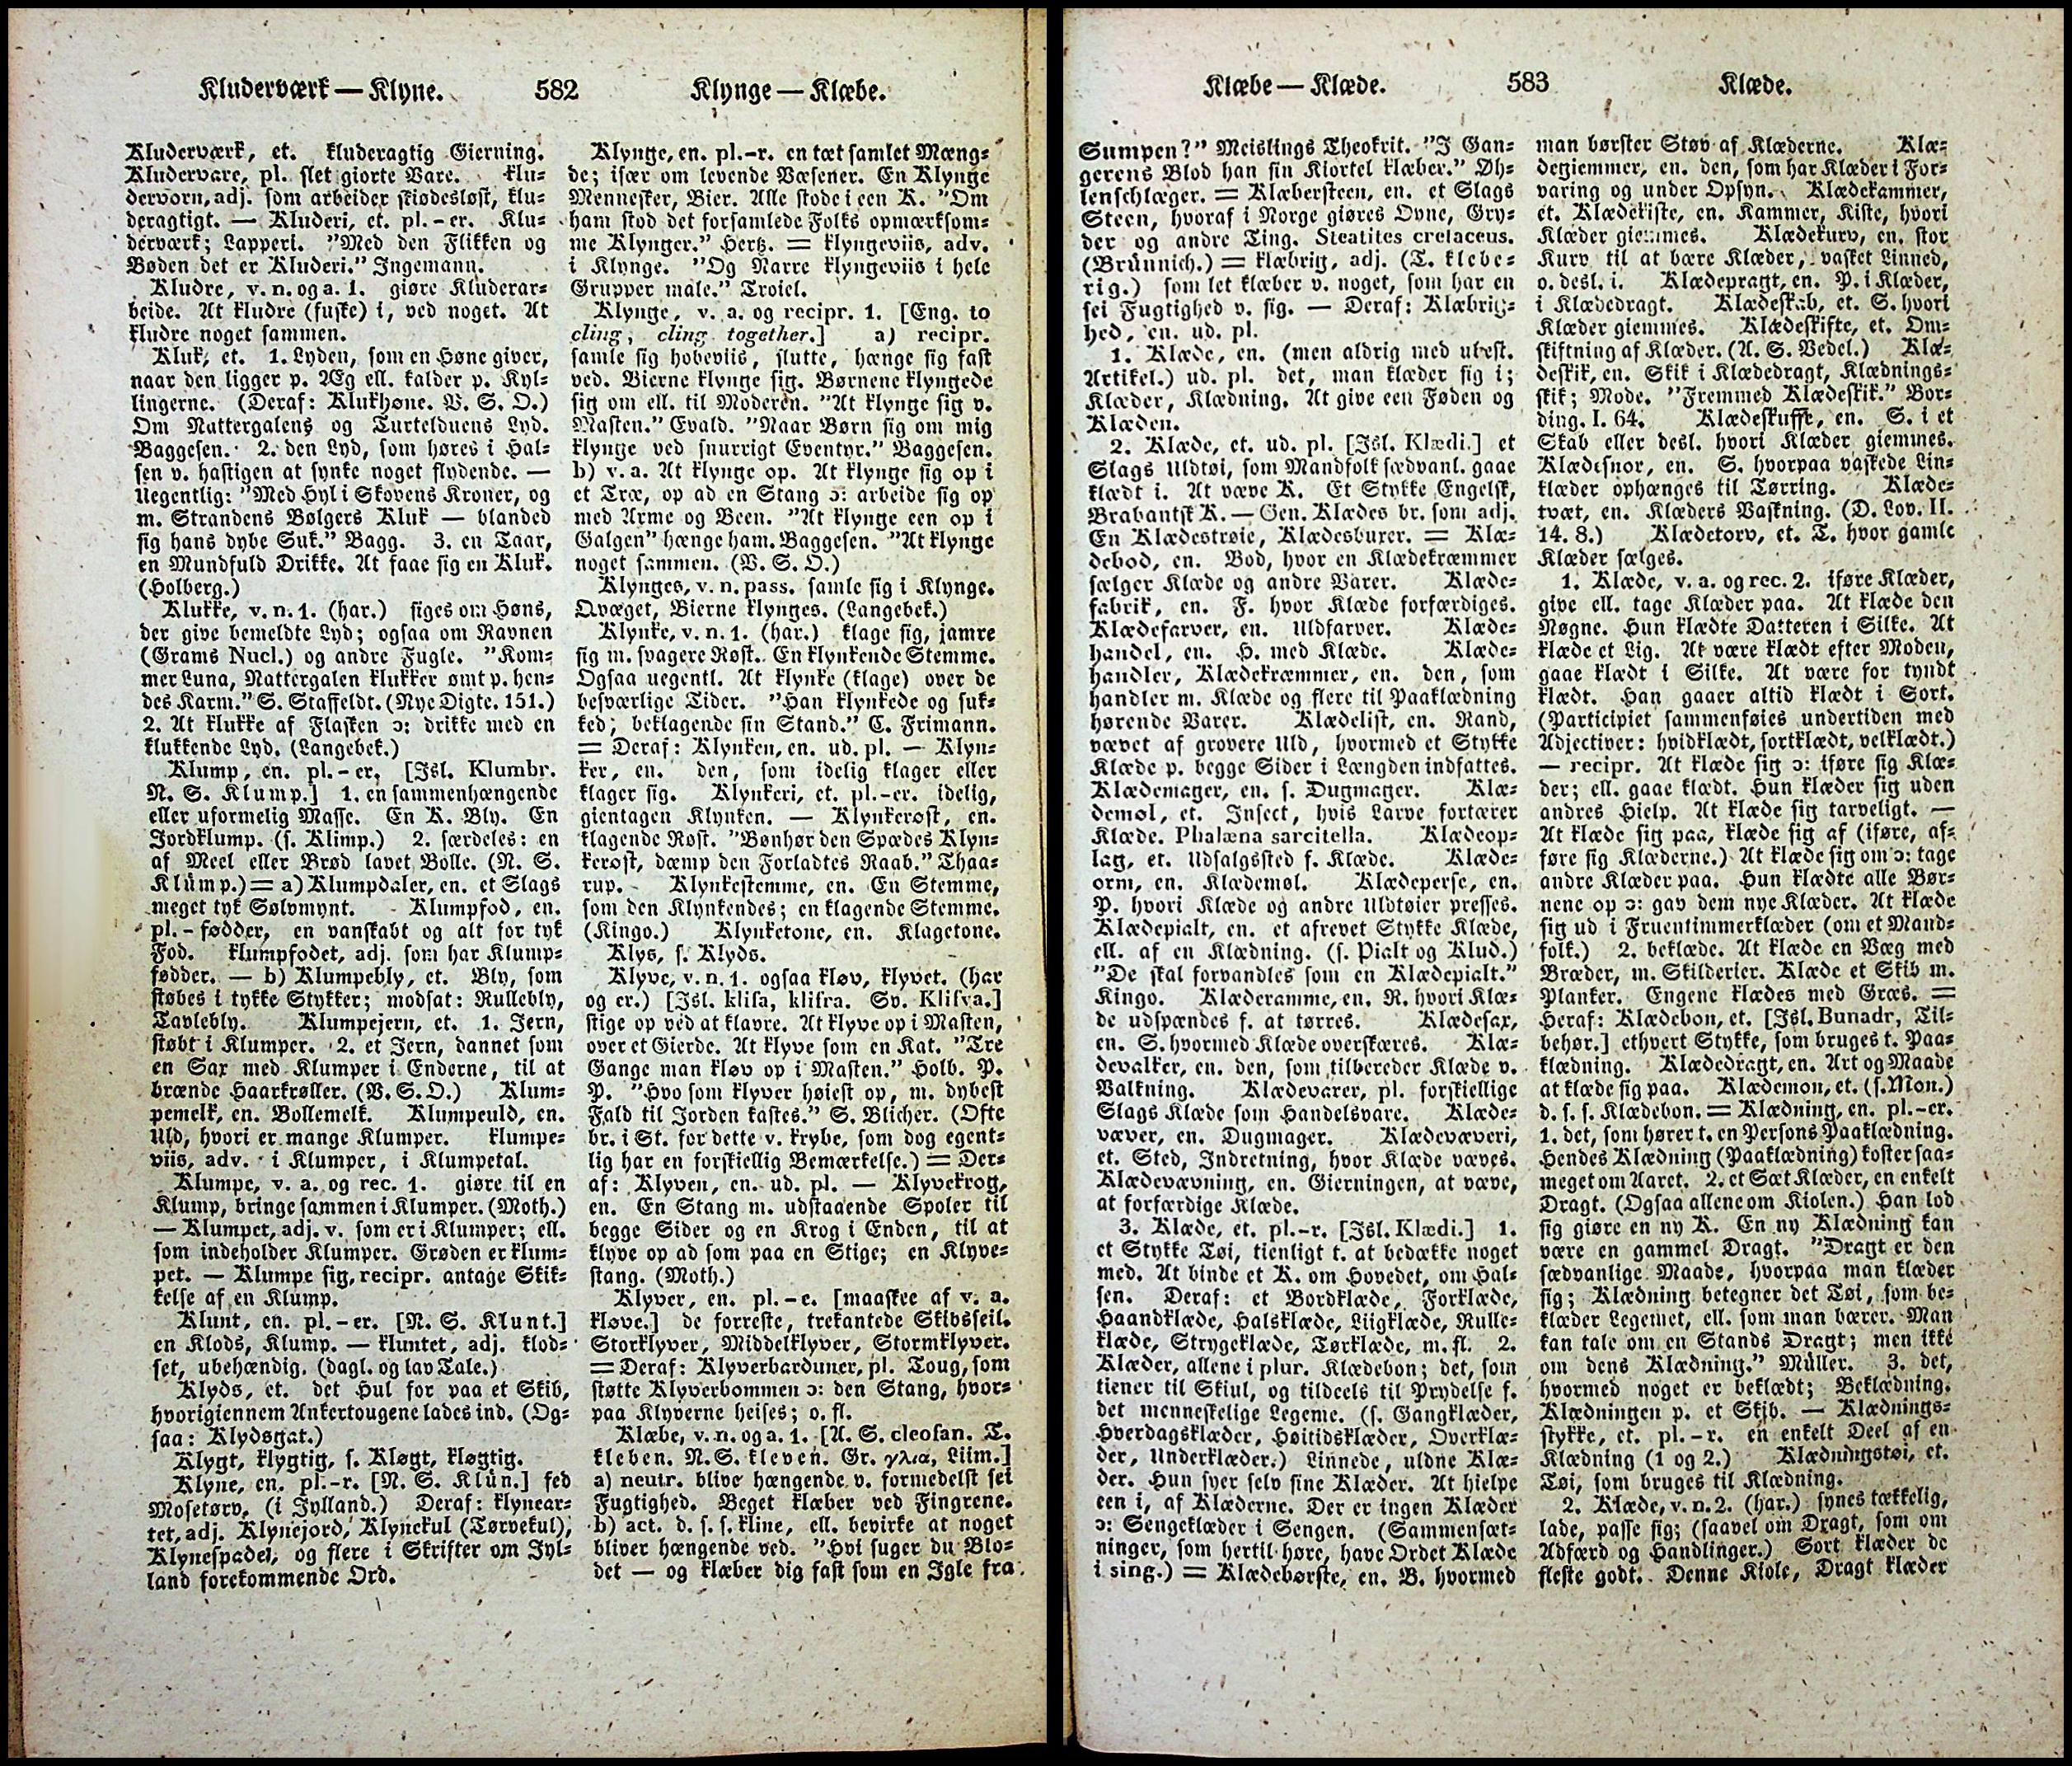 Kluderværk — Klyne.
582
Klynge — Klæbe.
Kluderværk, et. kluderagtig Gierning.
Kludervare, pl. slet giorte Vare. klu-
dervorn, adj. som arbeider skiødesløst, klu-
deragtigt. — Kluderi, et. pl.-er. Klu-
derværk; Lapperi. "Med den Flikken og
Bøden det er Kluderi." Ingemann.
Kludre, v. n. og a. 1. giøre Kluderar-
beide. At kludre (fuske) i, ved noget. At
kludre noget sammen.
Kluk, et. 1. Lyden, som en Høne giver,
naar den ligger p. Æg ell. kalder p. Kyl-
lingerne. (Deraf: Klukhøne. V. S. O.)
Om Nattergalens og Turtelduens Lyd.
Baggesen. 2. den Lyd, som høres i Hal-
sen v. hastigen at synke noget flydende. —
Uegentlig: "Med Hyl i Skovens Kroner, og
m. Strandens Bølgers Kluk — blanded
sig hans dybe Suk." Bagg. 3. en Taar,
en Mundfuld Drikke. At faae sig en Kluk.
(Holberg.)
Klukke, v. n. 1. (har.) siges om Høns,
der give bemeldte Lyd; ogsaa om Ravnen
(Grams Nucl.) og andre Fugle. "Kom-
mer Luna, Nattergalen klukker ømt p. hen-
des Karm." S. Staffeldt. (Nye Digte. 151.)
2. At klukke af Flasken ɔ: drikke med en
klukkende Lyd. (Langebek.)
Klump, en. pl.-er. [Isl. Klumbr.
N. S. Klump.] 1. en sammenhængende
eller uformelig Masse. En K. Bly. En
Jordklump. (s. Klimp.) 2. særdeles: en
af Meel eller Brød lavet Bolle. (N. S.
Klümp.) = a) Klumpdaler, en. et Slags
meget tyk Sølvmynt. Klumpfod, en.
pl.-fødder, en vanskabt og alt for tyk
Fod. klumpfodet, adj. som har Klump-
fødder. — b) Klumpebly, et. Bly, som
støbes i tykke Stykker; modsat: Rullebly,
Tavlebly. Klumpejern, et. 1. Jern,
støbt i Klumper. 2. et Jern, dannet som
en Sax med Klumper i Enderne, til at
brænde Haarkrøller. (V. S. O.) Klum-
pemelk, en. Bollemelk. Klumpeuld, en.
Uld, hvori er mange Klumper. klumpe-
viis, adv. i Klumper, i Klumpetal.
Klumpe, v. a. og rec. 1. giøre til en
Klump, bringe sammen i Klumper. (Moth.)
— Klumpet, adj. v. som er i Klumper; ell.
som indeholder Klumper. Grøden er klum-
pet. — Klumpe sig, recipr. antage Skik-
kelse af en Klump.
Klunt, en. pl.-er. [N. S. Klunt.]
en Klods, Klump. — kluntet, adj. klod-
set, ubehændig. (dagl. og lav Tale.)
Klyds, et. det Hul for paa et Skib,
hvorigiennem Ankertougene lades ind. (Og-
saa: Klydsgat.)
Klygt, klygtig, s. Kløgt, kløgtig.
Klyne, en. pl.-r. [N. S. Klün.] fed
Mosetørv. (i Jylland.) Deraf: klynear-
tet, adj. Klynejord, Klynekul (Tørvekul),
Klynespade, og flere i Skrifter om Jyl-
land forekommende Ord.
Klynge, en. pl.-r. en tæt samlet Mæng-
de; især om levende Væsener. En Klynge
Mennesker, Bier. Alle stode i een K. "Om
ham stod det forsamlede Folks opmærksom-
me Klynger." Hertz. = klyngeviis, adv.
i Klynge. "Og Narre klyngeviis i hele
Grupper male." Troiel.
Klynge, v. a. og recipr. 1. [Eng. to
cling, cling together.] a) recipr.
samle sig hobeviis, slutte, hænge sig fast
ved. Bierne klynge sig. Børnene klyngede
sig om ell. til Moderen. "At klynge sig v.
Masten." Evald. "Naar Børn sig om mig
klynge ved snurrigt Eventyr." Baggesen.
b) v. a. At klynge op. At klynge sig op i
et Træ, op ad en Stang ɔ: arbeide sig op
med Arme og Been. "At klynge een op i
Galgen" hænge ham. Baggesen. "At klynge
noget sammen. (V. S. O.)
Klynges, v. n. pass. samle sig i Klynge.
Qvæget, Bierne klynges. (Langebek.)
Klynke, v. n. 1. (har.) klage sig, jamre
sig m. svagere Røst. En klynkende Stemme.
Ogsaa uegentl. At klynke (klage) over de
besværlige Tider. "Han klynkede og suk-
ked; beklagende sin Stand." C. Frimann.
= Deraf: Klynken, en. ud. pl. — Klyn-
ker, en. den, som idelig klager eller
klager sig. Klynkeri, et. pl.-er. idelig,
gientagen Klynken. — Klynkerøst, en.
klagende Røst. "Bønhør den Spædes Klyn-
kerøst, dæmp den Forladtes Raab." Thaa-
rup. Klynkestemme, en. En Stemme,
som den Klynkendes; en klagende Stemme.
(Kingo.) Klynketone, en. Klagetone.
Klys, s. Klyds.
Klyve, v. n. 1. ogsaa kløv, klyvet. (har
og er.) [Isl. klifa, klifra. Sv. Klifva.]
stige op ved at klavre. At klyve op i Masten,
over et Gierde. At klyve som en Kat. "Tre
Gange man kløv op i Masten." Holb. P.
P. "Hvo som klyver høiest op, m. dybest
Fald til Jorden kastes." S. Blicher. (Ofte
br. i St. for dette v. krybe, som dog egent-
lig har en forskiellig Bemærkelse.) = Der-
af: Klyven, en. ud. pl. — Klyvekrog,
en. En Stang m. udstaaende Spoler til
begge Sider og en Krog i Enden, til at
klyve op ad som paa en Stige; en Klyve-
stang. (Moth.)
Klyver, en. pl.-e. [maaskee af v. a.
kløve.] de forreste, trekantede Skibsseil.
Storklyver, Middelklyver, Stormklyver.
= Deraf: Klyverbarduner, pl. Toug, som
støtte Klyverbommen ɔ: den Stang, hvor-
paa Klyverne heises; o. fl.
Klæbe, v. n. og a. 1. [A. S. cleofan. T.
kleben. N. S. kleven. Gr. γλια, Liim.]
a) neutr. blive hængende v. formedelst sei
Fugtighed. Beget klæber ved Fingrene.
b) act. d. s. s. kline, ell. bevirke at noget
bliver hængende ved. "Hvi suger du Blo-
det — og klæber dig fast som en Igle fra
Klæbe — Klæde.
583
Klæde.
Sumpen?" Meislings Theokrit. "I Gan-
gerens Blod han sin Kiortel klæber." Øh-
lenschlæger. = Klæbersteen, en. et Slags
Steen, hvoraf i Norge giøres Ovne, Gry-
der og andre Ting. Steatites cretaceus.
(Brünnich.) = klæbrig, adj. (T. klebe-
rig.) som let klæber v. noget, som har en
sei Fugtighed v. sig. — Deraf: Klæbrig-
hed, en. ud. pl.
1. Klæde, en. (men aldrig med ubest.
Artikel.) ud. pl. det, man klæder sig i;
Klæder, Klædning. At give een Føden og
Klæden.
2. Klæde, et. ud. pl. [Isl. Klædi.] et
Slags Uldtøi, som Mandfolk sædvanl. gaae
klædt i. At væve K. Et Stykke Engelsk,
Brabantsk K. — Gen. Klædes br. som adj.
En Klædestrøie, Klædesbuxer. = Klæ-
debod, en. Bod, hvor en Klædekræmmer
sælger Klæde og andre Varer. Klæde-
fabrik, en. F. hvor Klæde forfærdiges.
Klædefarver, en. Uldfarver. Klæde-
handel, en. H. med Klæde. Klæde-
handler, Klædekræmmer, en. den, som
handler m. Klæde og flere til Paaklædning
hørende Varer. Klædelist, en. Rand,
vævet af grovere Uld, hvormed et Stykke
Klæde p. begge Sider i Længden indfattes.
Klædemager, en. s. Dugmager. Klæ-
demøl, et. Insect, hvis Larve fortærer
Klæde. Phalæna sarcitella. Klædeop-
lag, et. Udsalgssted f. Klæde. Klæde-
orm, en. Klædemøl. Klædeperse, en.
P. hvori Klæde og andre Uldtøier presses.
Klædepialt, en. et afrevet Stykke Klæde,
ell. af en Klædning. (s. Pialt og Klud.)
"De skal forvandles som en Klædepialt."
Kingo. Klæderamme, en. R. hvori Klæ-
de udspændes f. at tørres. Klædesax,
en. S. hvormed Klæde overskæres. Klæ-
devalker, en. den, som tilbereder Klæde v.
Valkning. Klædevarer, pl. forskiellige
Slags Klæde som Handelsvare. Klæde-
væver, en. Dugmager. Klædevæveri,
et. Sted, Indretning, hvor Klæde væves.
Klædevævning, en. Gierningen, at væve,
at forfærdige Klæde.
3. Klæde, et. pl.-r. [Isl. Klædi.] 1.
et Stykke Tøi, tienligt t. at bedække noget
med. At binde et K. om Hovedet, om Hal-
sen. Deraf: et Bordklæde, Forklæde,
Haandklæde, Halsklæde, Liigklæde, Rulle-
klæde, Strygeklæde, Tørklæde, m. fl. 2.
Klæder, allene i plur. Klædebon; det, som
tiener til Skiul, og tildeels til Prydelse f.
det menneskelige Legeme. (s. Gangklæder,
Hverdagsklæder, Høitidsklæder, Overklæ-
der, Underklæder.) Linnede, uldne Klæ-
der. Hun syer selv sine Klæder. At hielpe
een i, af Klæderne. Der er ingen Klæder
ɔ: Sengeklæder i Sengen. (Sammensæt-
ninger, som hertil høre, have Ordet Klæde
i sing.) = Klædebørste, en. B. hvormed
man børster Støv af Klæderne. Klæ-
degiemmer, en. den, som har Klæder i For-
varing og under Opsyn. Klædekammer,
et. Klædekiste, en. Kammer, Kiste, hvori
Klæder giemmes. Klædekurv, en. stor
Kurv til at bære Klæder, vasket Linned,
o. desl. i. Klædepragt, en. P. i Klæder,
i Klædedragt. Klædeskab, et. S. hvori
Klæder giemmes. Klædeskifte, et. Om-
skiftning af Klæder. (A. S. Vedel.) Klæ-
deskik, en. Skik i Klædedragt, Klædnings-
skik; Mode. "Fremmed Klædeskik." Bor-
ding. I. 64. Klædeskuffe, en. S. i et
Skab eller desl. hvori Klæder giemmes.
Klædesnor, en. S. hvorpaa vaskede Lin-
klæder ophænges til Tørring. Klæde-
tvæt, en. Klæders Vaskning. (D. Lov. II.
14. 8.) Klædetorv, et. T. hvor gamle
Klæder sælges.
1. Klæde, v. a. og rec. 2. iføre Klæder,
give ell. tage Klæder paa. At klæde den
Nøgne. Hun klædte Datteren i Silke. At
klæde et Lig. At være klædt efter Moden,
gaae klædt i Silke. At være for tyndt
klædt. Han gaaer altid klædt i Sort.
(Participiet sammenføies undertiden med
Adjectiver: hvidklædt, sortklædt, velklædt.)
— recipr. At klæde sig ɔ: iføre sig Klæ-
der; ell. gaae klædt. Hun klæder sig uden
andres Hielp. At klæde sig tarveligt. —
At klæde sig paa, klæde sig af (iføre, af-
føre sig Klæderne.) At klæde sig om ɔ: tage
andre Klæder paa. Hun klædte alle Bør-
nene op ɔ: gav dem nye Klæder. At klæde
sig ud i Fruentimmerklæder (om et Mand-
folk.) 2. beklæde. At klæde en Væg med
Bræder, m. Skilderier. Klæde et Skib m.
Planker. Engene klædes med Græs. =
Heraf: Klædebon, et. [Isl. Bunadr, Til-
behør.] ethvert Stykke, som bruges t. Paa-
klædning. Klædedragt, en. Art og Maade
at klæde sig paa. Klædemon, et. (s. Mon.)
d. s. s. Klædebon. = Klædning, en. pl.-er.
1. det, som hører t. en Persons Paaklædning.
Hendes Klædning (Paaklædning) koster saa-
meget om Aaret. 2. et Sæt Klæder, en enkelt
Dragt. (Ogsaa allene om Kiolen.) Han lod
sig giøre en ny K. En ny Klædning kan
være en gammel Dragt. "Dragt er den
sædvanlige Maade, hvorpaa man klæder
sig; Klædning betegner det Tøi, som be-
klæder Legemet, ell. som man bærer. Man
kan tale om en Stands Dragt; men ikke
om dens Klædning." Müller. 3. det,
hvormed noget er beklædt; Beklædning.
Klædningen p. et Skib. — Klædnings-
stykke, et. pl.-r. en enkelt Deel af en
Klædning (1 og 2.) Klædningstøi, et.
Tøi, som bruges til Klædning.
2. Klæde, v. n. 2. (har.) synes tækkelig,
lade, passe sig; (saavel om Dragt, som om
Adfærd og Handlinger.) Sort klæder de
fleste godt. Denne Kiole, Dragt klæder